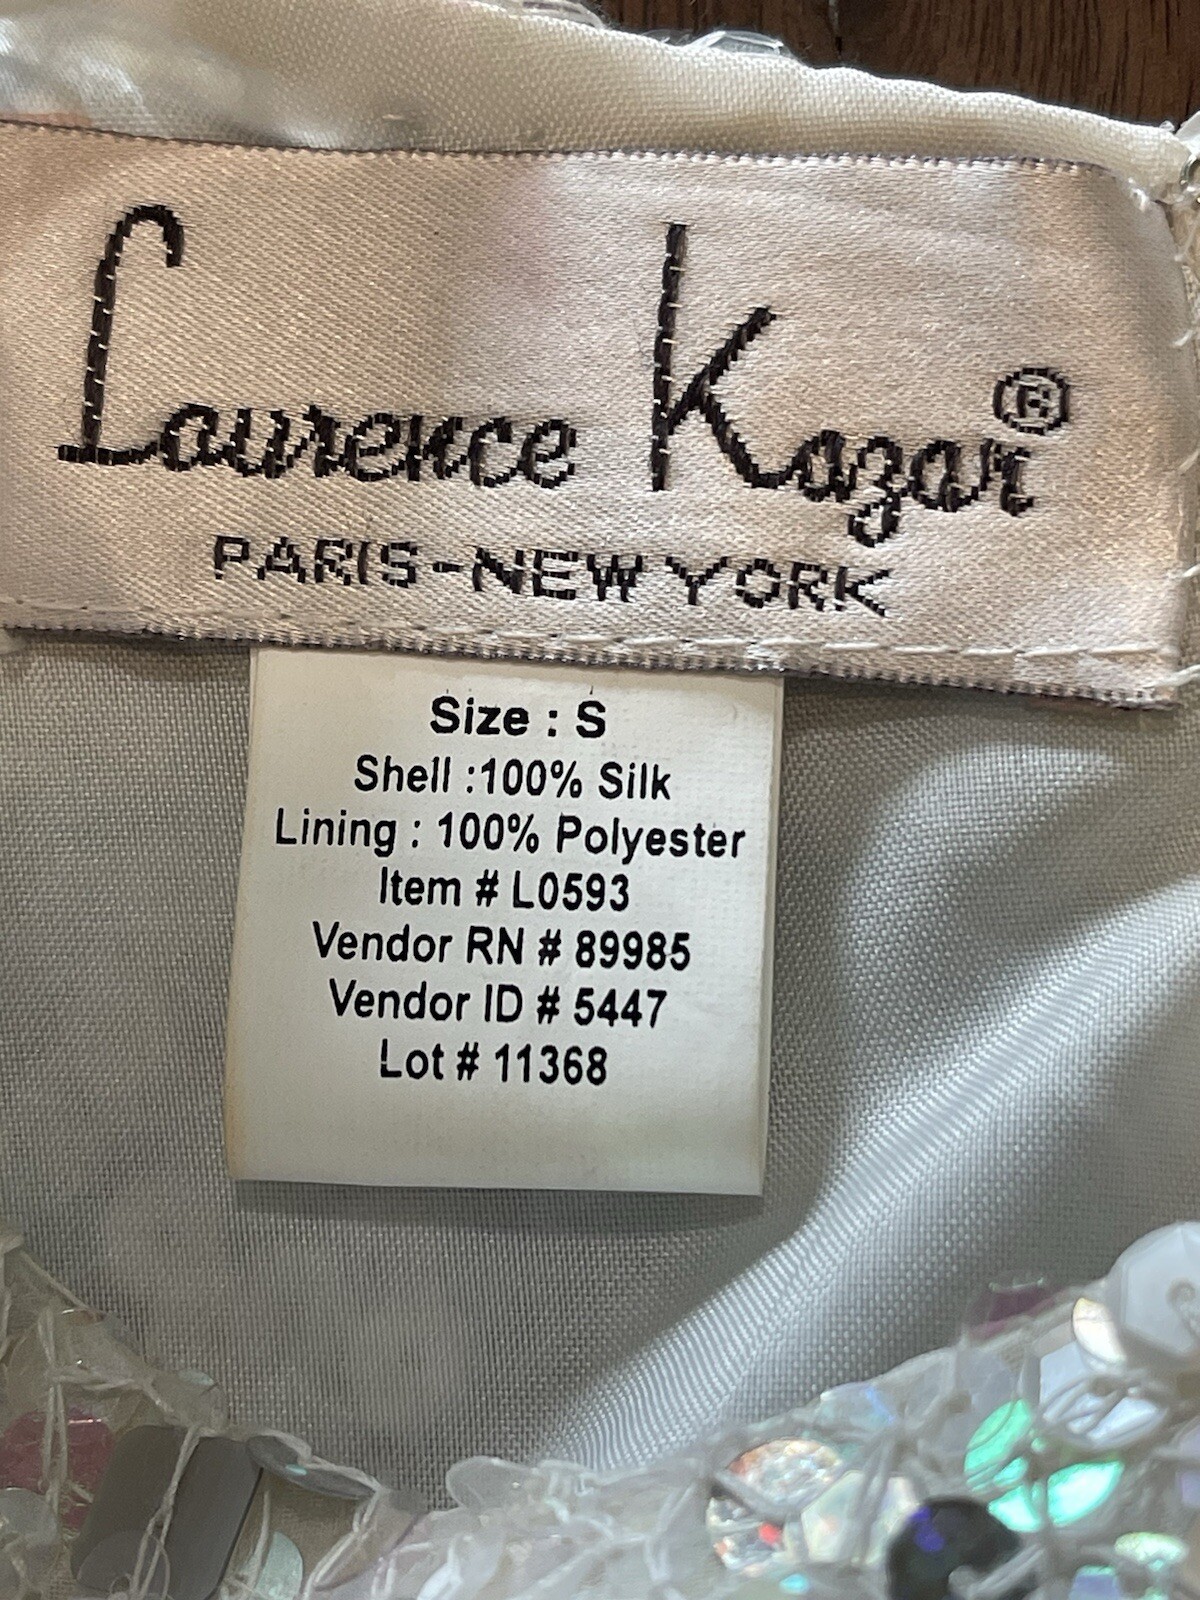 Laurence Kazar®
PARIS-NEW YORK
Size : S
Shell :100% Silk
Lining : 100% Polyester
Item # L0593
Vendor RN # 89985
Vendor ID # 5447
Lot # 11368